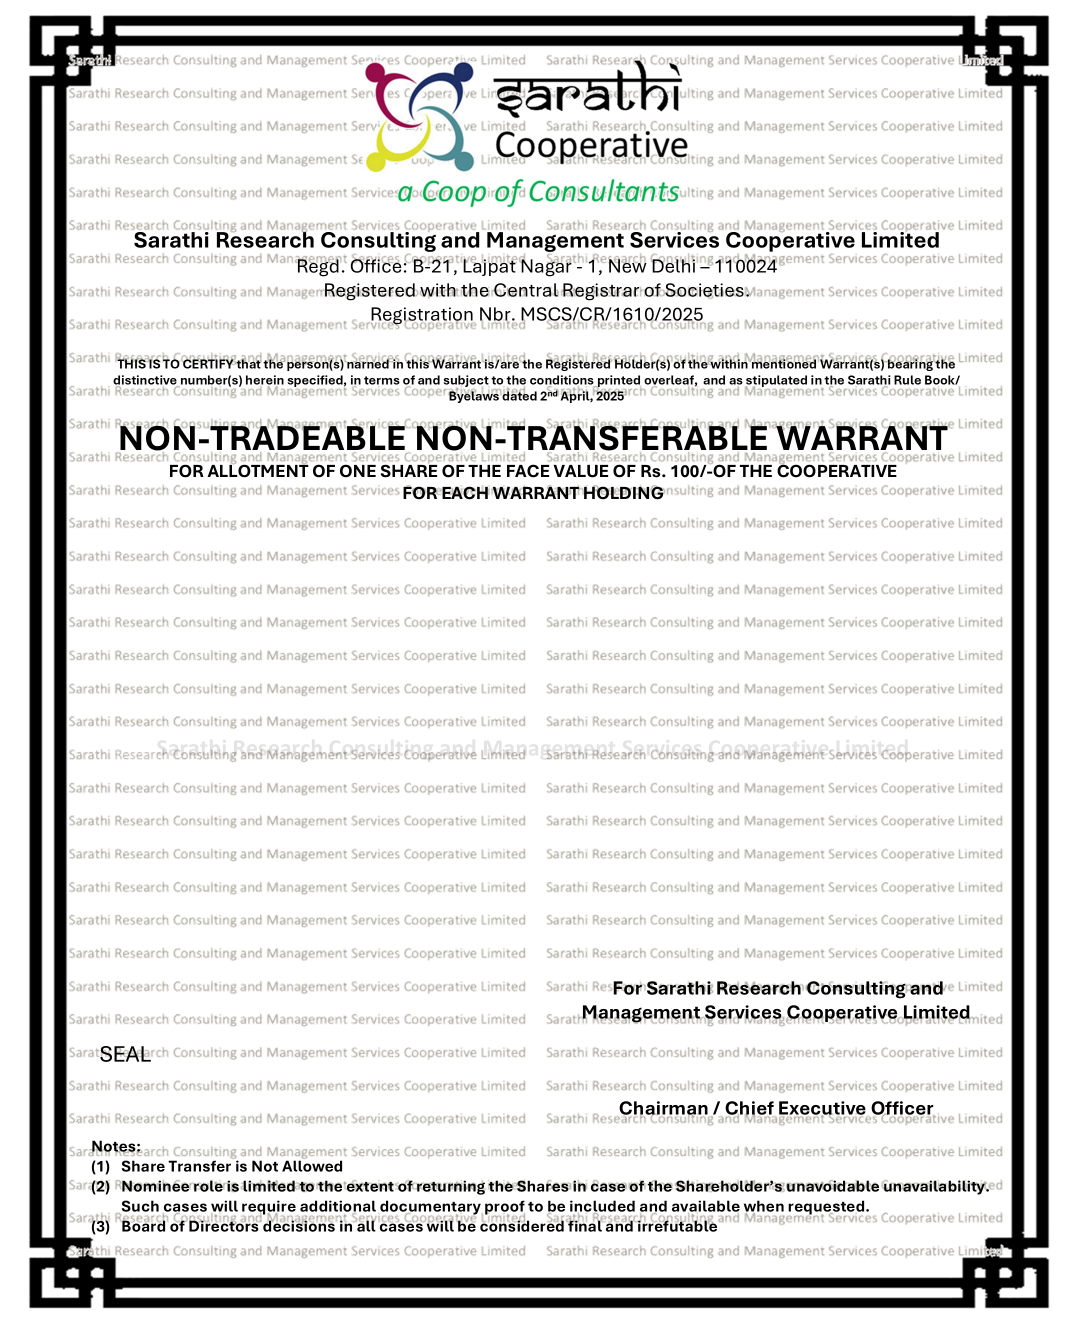 sarathi
Cooperative
a Coop of Consultants
Sarathi Research Consulting and Management Services Cooperative Limited
Regd. Office: B-21, Lajpat Nagar - 1, New Delhi – 110024
Registered with the Central Registrar of Societies.
Registration Nbr. MSCS/CR/1610/2025
THIS IS TO CERTIFY that the person(s) narned in this Warrant is/are the Registered Holder(s) of the within mentioned Warrant(s) bearing the
distinctive number(s) herein specified, in terms of and subject to the conditions printed overleaf, and as stipulated in the Sarathi Rule Book/
Byelaws dated 2nd April, 2025
NON-TRADEABLE NON-TRANSFERABLE WARRANT
FOR ALLOTMENT OF ONE SHARE OF THE FACE VALUE OF Rs. 100/-OF THE COOPERATIVE
FOR EACH WARRANT HOLDING
Sarathi Research Consulting and Management Services Cooperative Limited
For Sarathi Research Consulting and
Management Services Cooperative Limited
SEAL
Chairman / Chief Executive Officer
Notes:
(1) Share Transfer is Not Allowed
(2) Nominee role is limited to the extent of returning the Shares in case of the Shareholder's unavoidable unavailability.
Such cases will require additional documentary proof to be included and available when requested.
(3) Board of Directors decisions in all cases will be considered final and irrefutable